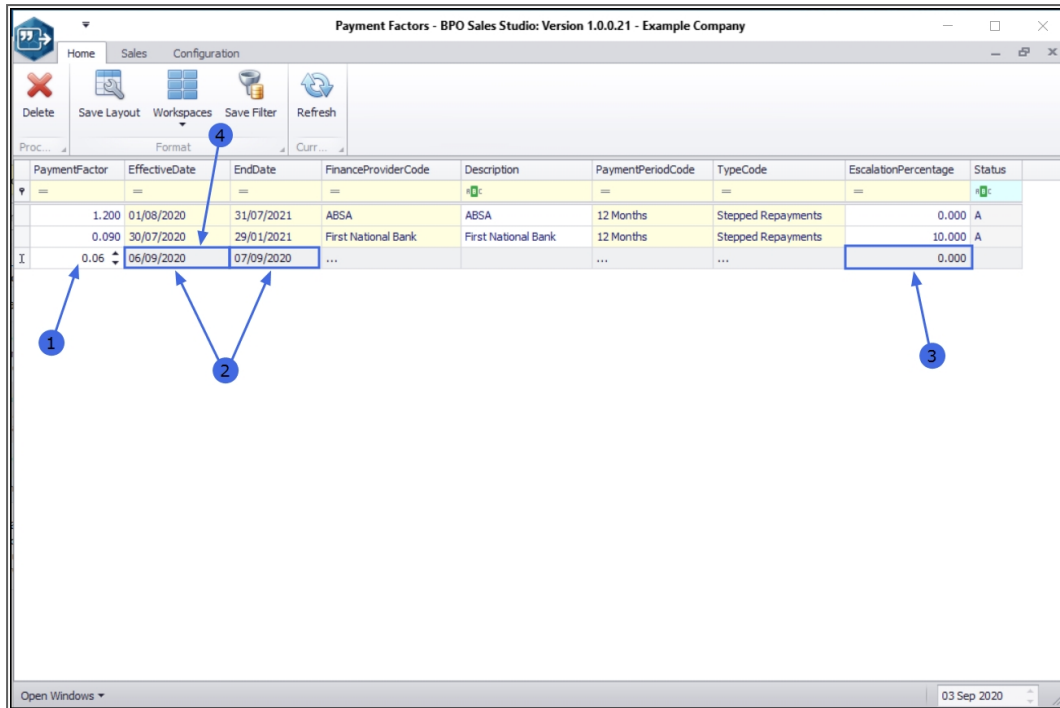 Payment Factors - BPO Sales Studio: Version 1.0.0.21 - Example Company
Home Sales Configuration
Delete Save Layout Workspaces Save Filter Refresh
4
Proc... Format Curr...
PaymentFactor EffectiveDate EndDate FinanceProviderCode Description PaymentPeriodCode TypeCode EscalationPercentage Status
= = = = ABC = = = ABC
1.200 01/08/2020 31/07/2021 ABSA ABSA 12 Months Stepped Repayments 0.000 A
0.090 30/07/2020 29/01/2021 First National Bank First National Bank 12 Months Stepped Repayments 10.000 A
0.06 06/09/2020 07/09/2020 ... ... ... 0.000
1
2
3
Open Windows 03 Sep 2020